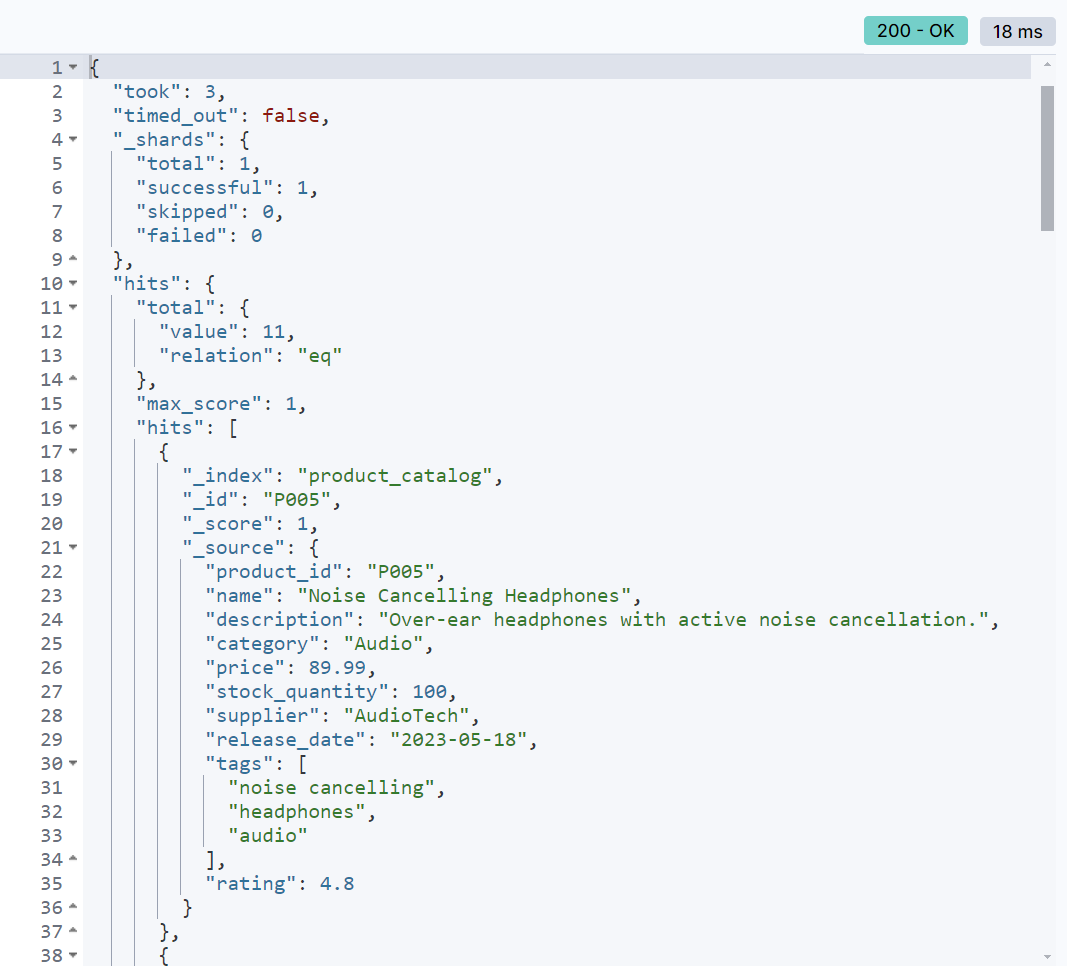 200 - OK 18 ms
1 {
2 "took": 3,
3 "timed_out": false,
4 "_shards": {
5 "total": 1,
6 "successful": 1,
7 "skipped": 0,
8 "failed": 0
9 },
10 "hits": {
11 "total": {
12 "value": 11,
13 "relation": "eq"
14 },
15 "max_score": 1,
16 "hits": [
17 {
18 "_index": "product_catalog",
19 "_id": "P005",
20 "_score": 1,
21 "_source": {
22 "product_id": "P005",
23 "name": "Noise Cancelling Headphones",
24 "description": "Over-ear headphones with active noise cancellation.",
25 "category": "Audio",
26 "price": 89.99,
27 "stock_quantity": 100,
28 "supplier": "AudioTech",
29 "release_date": "2023-05-18",
30 "tags": [
31 "noise cancelling",
32 "headphones",
33 "audio"
34 ],
35 "rating": 4.8
36 }
37 },
38 {